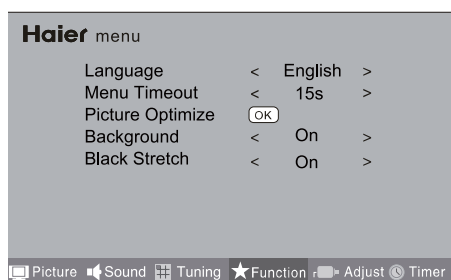 Haier menu
Language < English >
Menu Timeout < 15s >
Picture Optimize OK
Background < On >
Black Stretch < On >
Picture Sound Tuning Function Adjust Timer